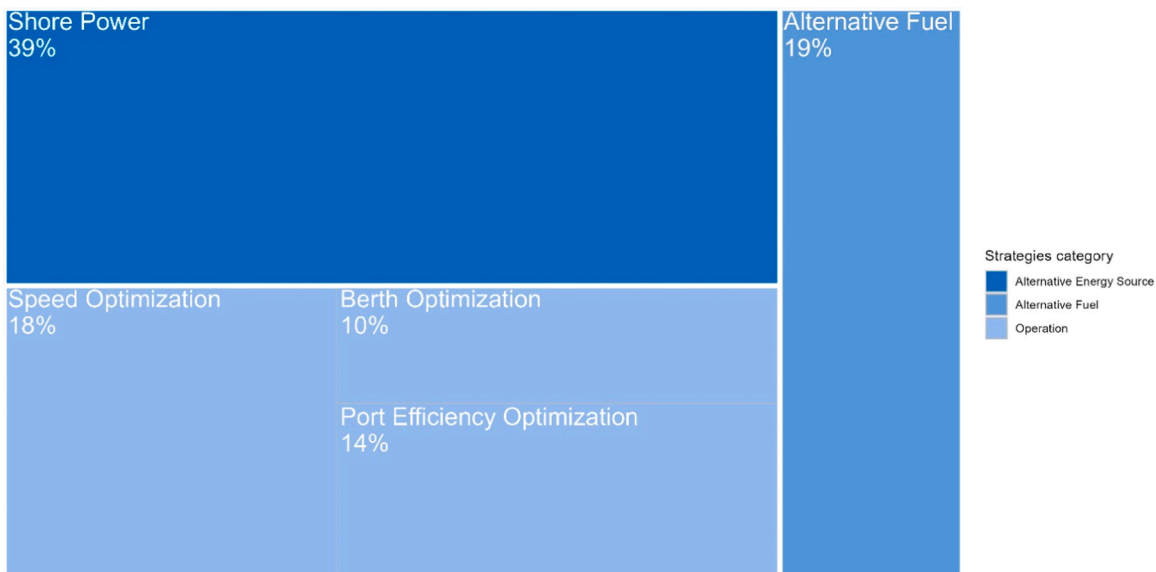 Shore Power
39%
Alternative Fuel
19%
Speed Optimization
18%
Berth Optimization
10%
Port Efficiency Optimization
14%
Strategies category
Alternative Energy Source
Alternative Fuel
Operation